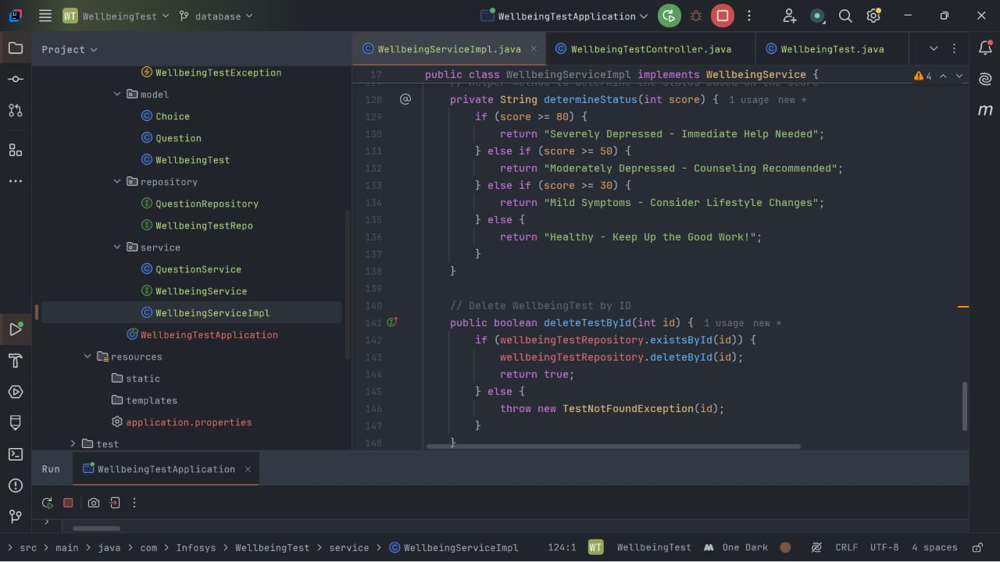 WT WellbeingTest database WellbeingTestApplication
Project
WellbeingServiceImpl.java WellbeingTestController.java WellbeingTest.java
WellbeingTestException
model
Choice
Question
WellbeingTest
repository
QuestionRepository
WellbeingTestRepo
service
QuestionService
WellbeingService
WellbeingServiceImpl
WellbeingTestApplication
resources
static
templates
application.properties
test
17 public class WellbeingServiceImpl implements WellbeingService { 4
// Helper method to determine the status based on the score
128 @ private String determineStatus(int score) { 1 usage new *
129 if (score >= 80) {
130 return "Severely Depressed - Immediate Help Needed";
131 } else if (score >= 50) {
132 return "Moderately Depressed - Counseling Recommended";
133 } else if (score >= 30) {
134 return "Mild Symptoms - Consider Lifestyle Changes";
135 } else {
136 return "Healthy - Keep Up the Good Work!";
137 }
138 }
139
140 // Delete WellbeingTest by ID
141 public boolean deleteTestById(int id) { 1 usage new *
142 if (wellbeingTestRepository.existsById(id)) {
143 wellbeingTestRepository.deleteById(id);
144 return true;
145 } else {
146 throw new TestNotFoundException(id);
147 }
148 }
Run WellbeingTestApplication
src > main > java > com > Infosys > WellbeingTest > service > WellbeingServiceImpl 124:1 WT WellbeingTest One Dark CRLF UTF-8 4 spaces